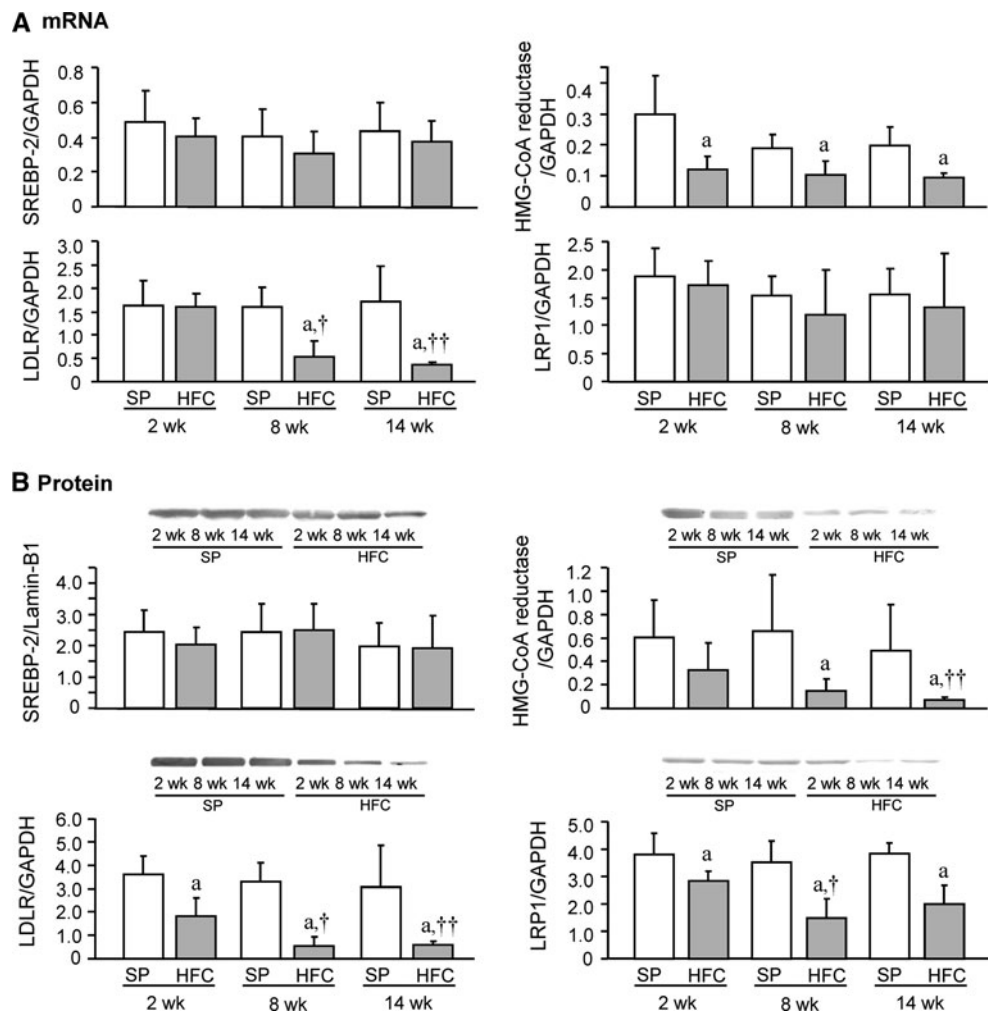 A mRNA
SREBP-2/GAPDH
0.8
0.6
0.4
0.2
0
HMG-CoA reductase
/GAPDH
0.4
0.3
0.2
0.1
0
a
a
a
LDLR/GAPDH
3.0
2.5
2.0
1.5
1.0
0.5
0
a,†
a,††
SP HFC SP HFC SP HFC
2 wk 8 wk 14 wk
LRP1/GAPDH
3.0
2.5
2.0
1.5
1.0
0.5
0
SP HFC SP HFC SP HFC
2 wk 8 wk 14 wk
B Protein
2 wk 8 wk 14 wk 2 wk 8 wk 14 wk
SP HFC
SREBP-2/Lamin-B1
4.0
3.0
2.0
1.0
0
2 wk 8 wk 14 wk 2 wk 8 wk 14 wk
SP HFC
HMG-CoA reductase
/GAPDH
1.2
1.0
0.8
0.6
0.4
0.2
0
a
a,††
2 wk 8 wk 14 wk 2 wk 8 wk 14 wk
SP HFC
LDLR/GAPDH
6.0
5.0
4.0
3.0
2.0
1.0
0
a
a,†
a,††
SP HFC SP HFC SP HFC
2 wk 8 wk 14 wk
2 wk 8 wk 14 wk 2 wk 8 wk 14 wk
SP HFC
LRP1/GAPDH
5.0
4.0
3.0
2.0
1.0
0
a
a,†
a
SP HFC SP HFC SP HFC
2 wk 8 wk 14 wk